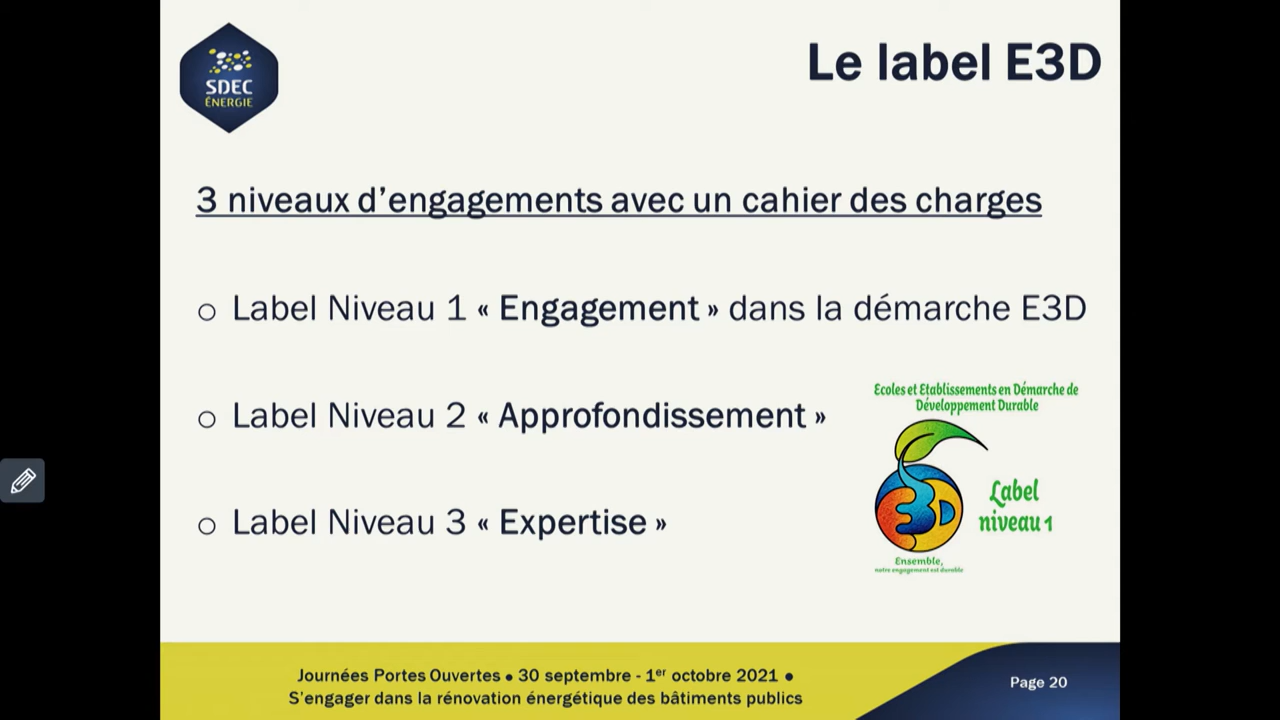 SDEC
ÉNERGIE
Le label E3D
3 niveaux d’engagements avec un cahier des charges
o Label Niveau 1 « Engagement » dans la démarche E3D
o Label Niveau 2 « Approfondissement »
o Label Niveau 3 « Expertise »
Ecoles et Etablissements en Démarche de
Développement Durable
E3D
Label
niveau 1
Ensemble,
notre engagement est durable
Journées Portes Ouvertes • 30 septembre - 1er octobre 2021 •
S’engager dans la rénovation énergétique des bâtiments publics
Page 20